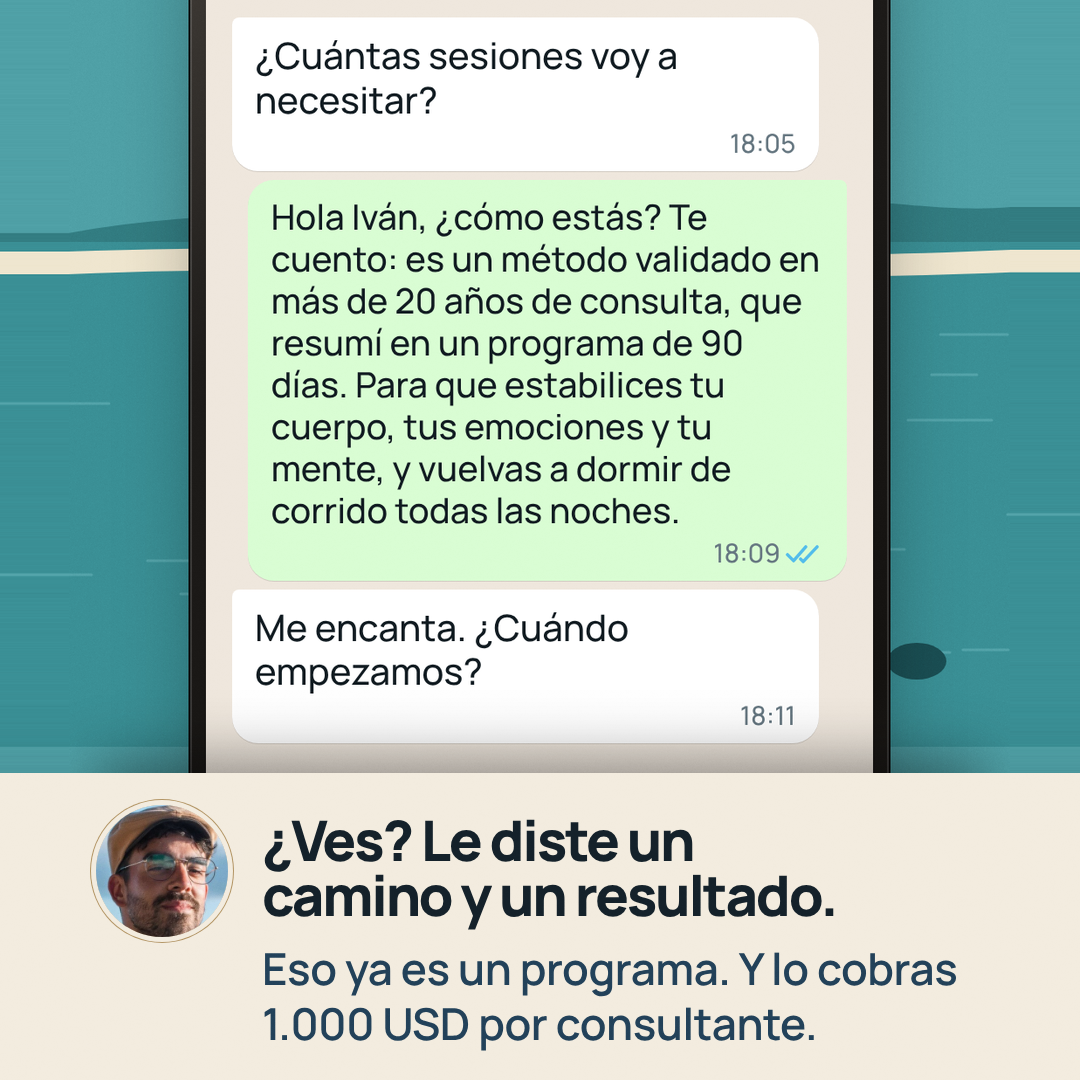 ¿Cuántas sesiones voy a
necesitar?
18:05
Hola Iván, ¿cómo estás? Te
cuento: es un método validado en
más de 20 años de consulta, que
resumí en un programa de 90
días. Para que estabilices tu
cuerpo, tus emociones y tu
mente, y vuelvas a dormir de
corrido todas las noches.
18:09
Me encanta. ¿Cuándo
empezamos?
18:11
¿Ves? Le diste un
camino y un resultado.
Eso ya es un programa. Y lo cobras
1.000 USD por consultante.